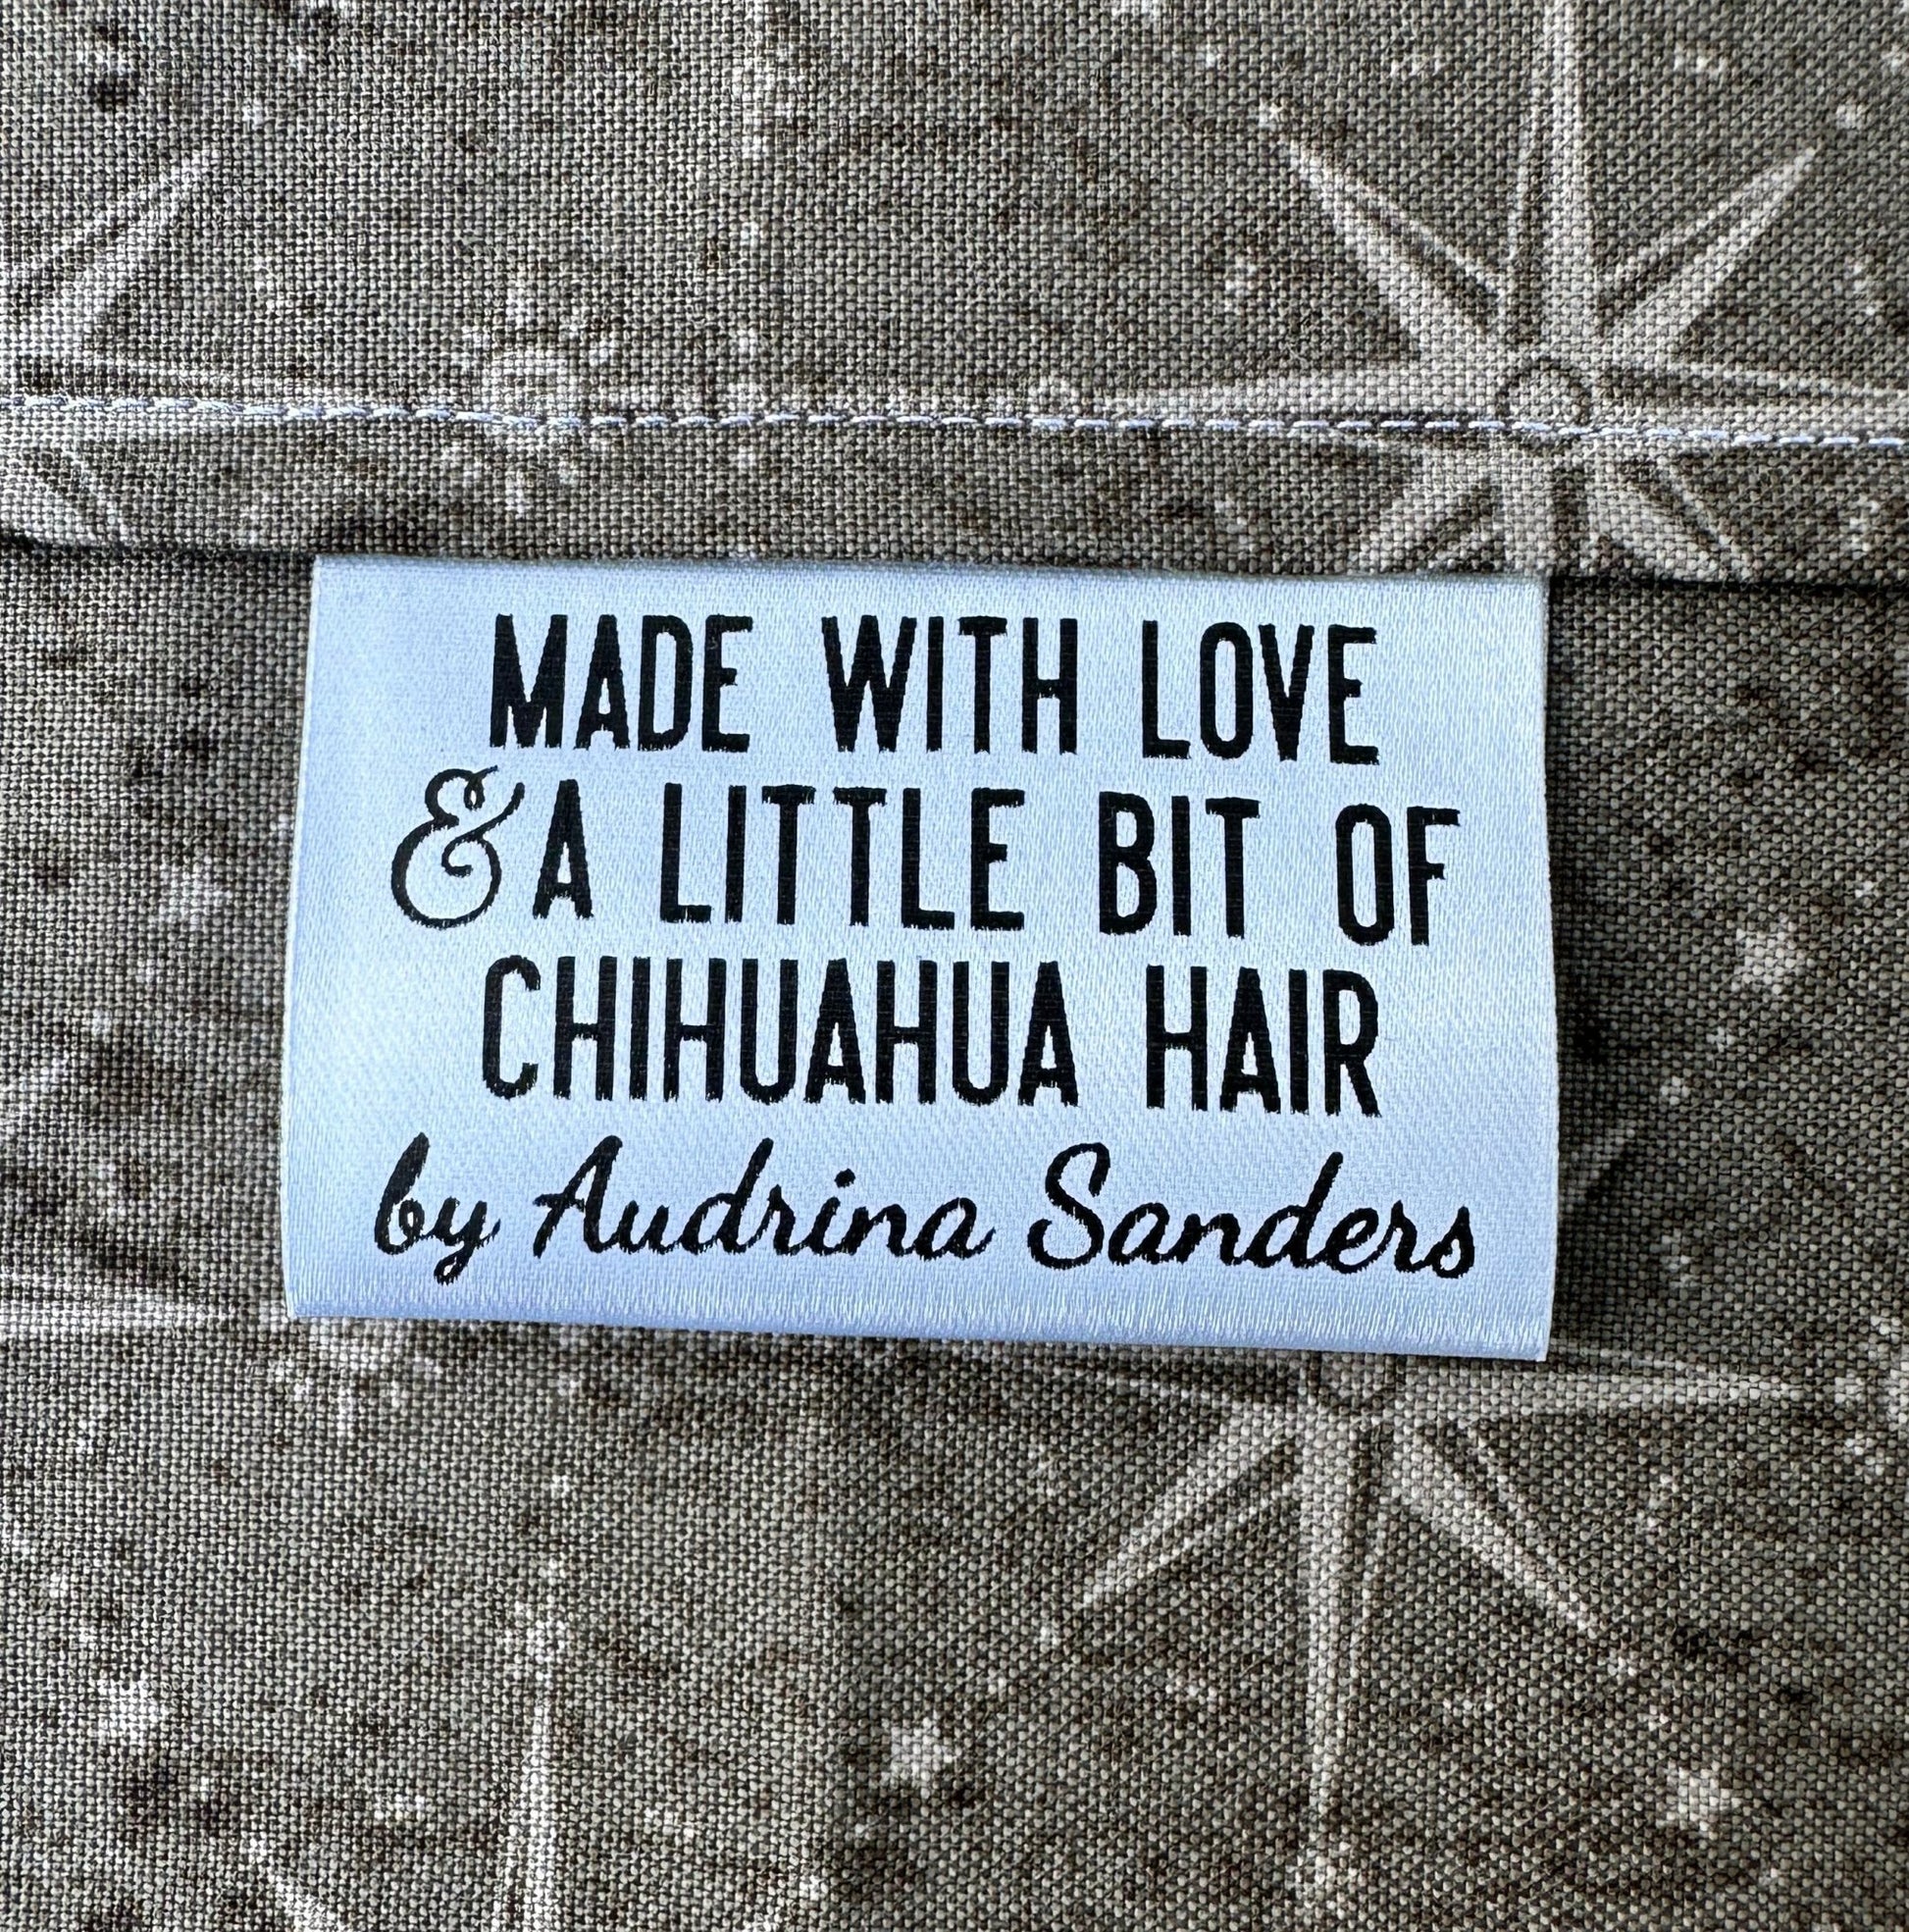 MADE WITH LOVE
& A LITTLE BIT OF
CHIHUAHUA HAIR
by Audrina Sanders